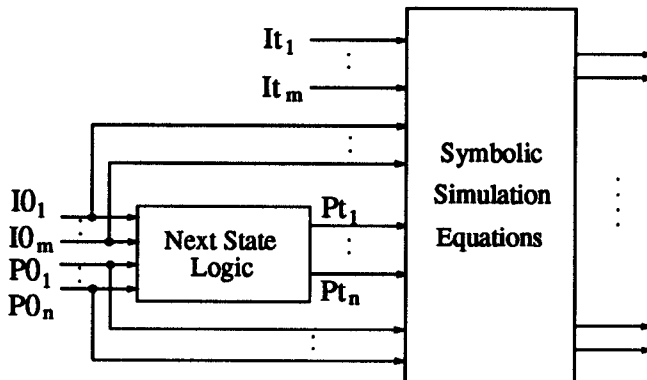 It₁
Itₘ
Symbolic
Simulation
Equations
I0₁
I0ₘ
P0₁
P0ₙ
Next State
Logic
Pt₁
Ptₙ